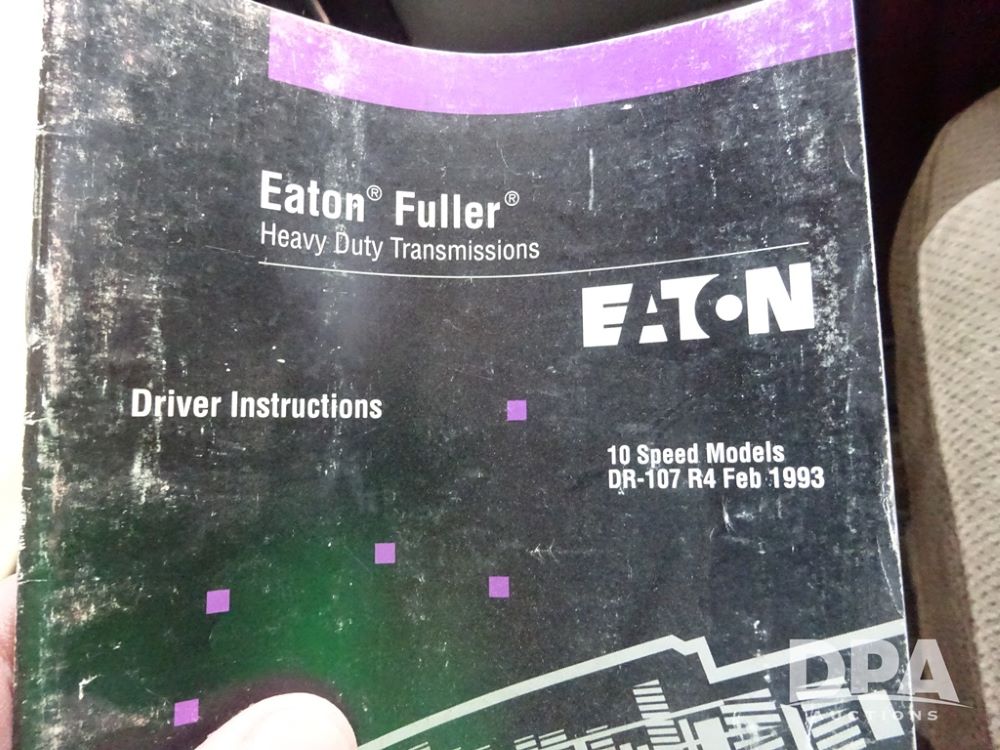 Eaton® Fuller®
Heavy Duty Transmissions
EATON
Driver Instructions
10 Speed Models
DR-107 R4 Feb 1993
DPA
AUCTIONS